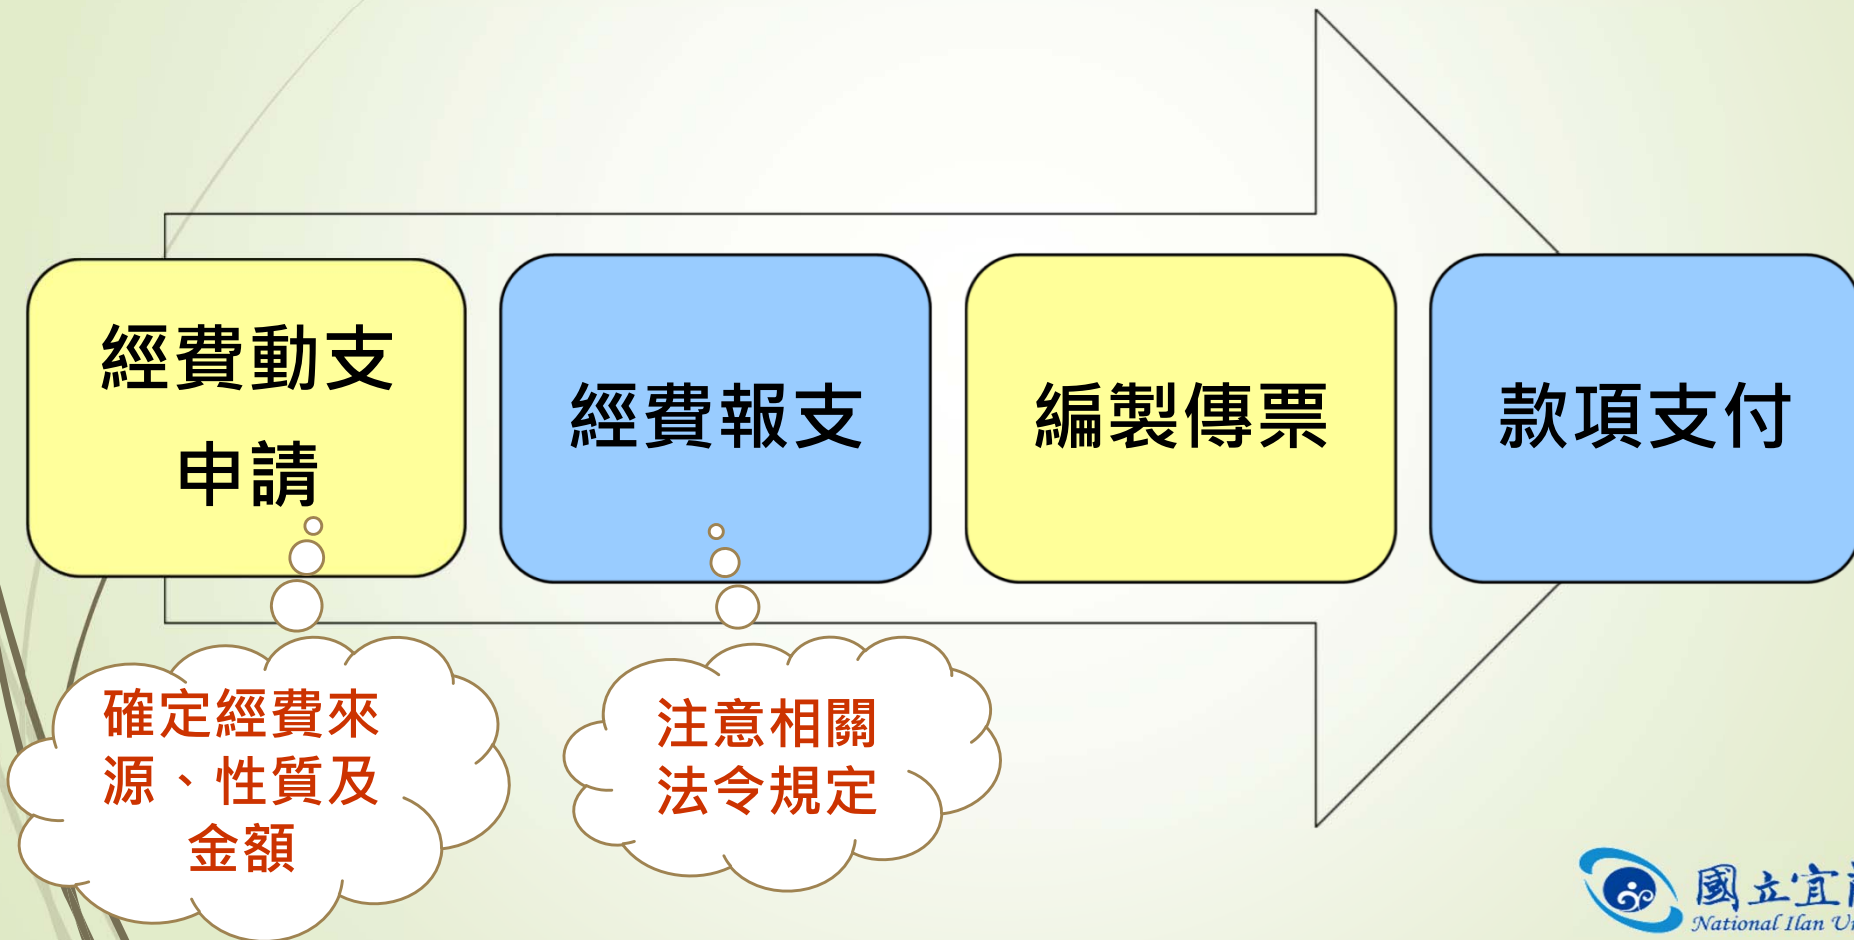 經費動支
申請
經費報支
編製傳票
款項支付
確定經費來
源、性質及
金額
注意相關
法令規定
國立宜
National Ilan